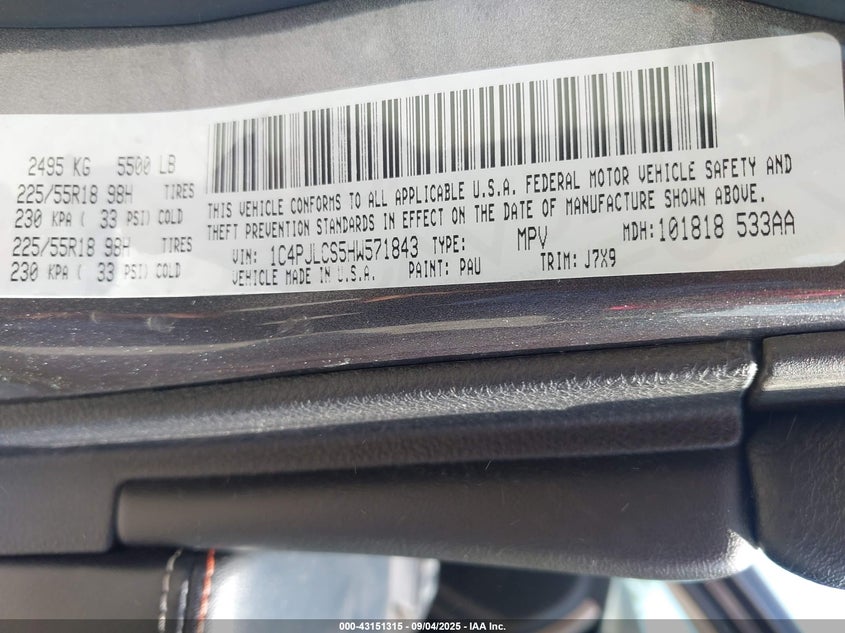 2495 KG 5500 LB
225/55R18 98H TIRES
230 KPA ( 33 PSI) COLD
225/55R18 98H TIRES
230 KPA ( 33 PSI) COLD
THIS VEHICLE CONFORMS TO ALL APPLICABLE U.S.A. FEDERAL MOTOR VEHICLE SAFETY AND
THEFT PREVENTION STANDARDS IN EFFECT ON THE DATE OF MANUFACTURE SHOWN ABOVE.
VIN: 1C4PJLCS5HW571843 TYPE: MPV MDH: 101818 533AA
VEHICLE MADE IN U.S.A. PAINT: PAU TRIM: J7X9
000-43151315 - 09/04/2025 - IAA Inc.